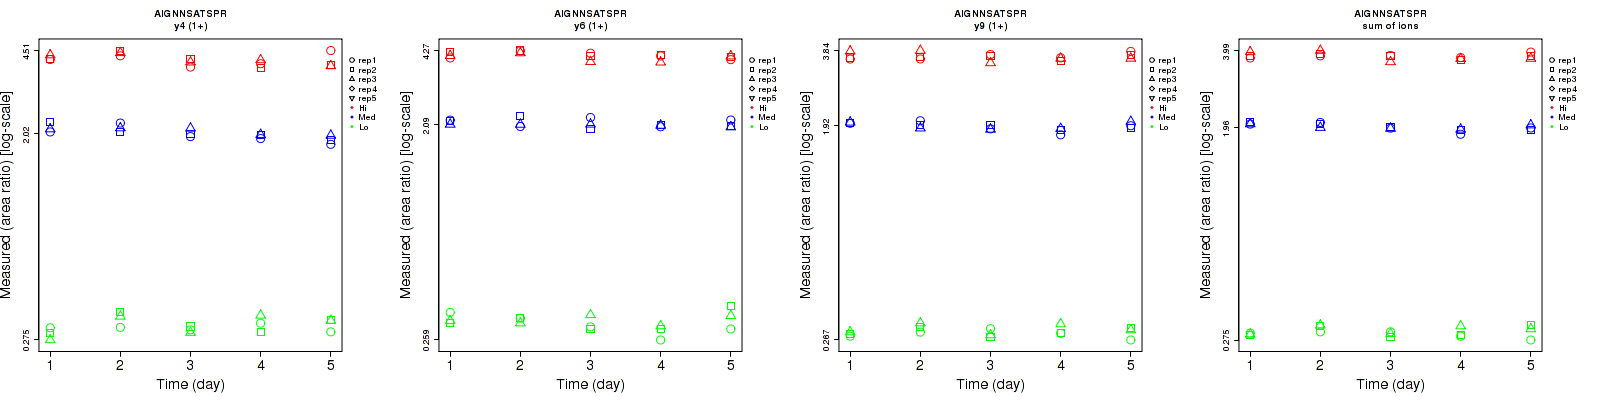 AIGNNSATSPR
y4 (1+)
Measured (area ratio) [log-scale]
4.51
2.02
0.275
1 2 3 4 5
Time (day)
rep1
rep2
rep3
rep4
rep5
Hi
Med
Lo
AIGNNSATSPR
y6 (1+)
Measured (area ratio) [log-scale]
4.27
2.09
0.259
1 2 3 4 5
Time (day)
rep1
rep2
rep3
rep4
rep5
Hi
Med
Lo
AIGNNSATSPR
y9 (1+)
Measured (area ratio) [log-scale]
3.84
1.92
0.267
1 2 3 4 5
Time (day)
rep1
rep2
rep3
rep4
rep5
Hi
Med
Lo
AIGNNSATSPR
sum of ions
Measured (area ratio) [log-scale]
3.99
1.96
0.275
1 2 3 4 5
Time (day)
rep1
rep2
rep3
rep4
rep5
Hi
Med
Lo